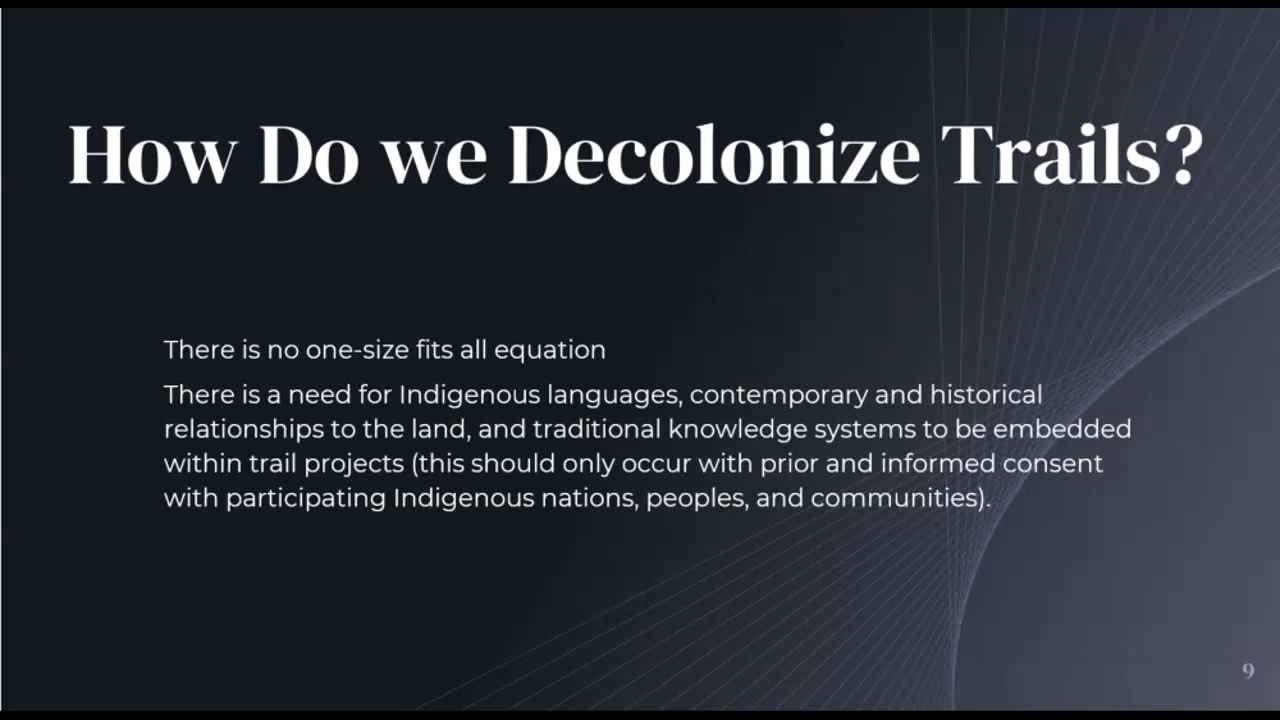 How Do we Decolonize Trails?
There is no one-size fits all equation
There is a need for Indigenous languages, contemporary and historical
relationships to the land, and traditional knowledge systems to be embedded
within trail projects (this should only occur with prior and informed consent
with participating Indigenous nations, peoples, and communities).
9